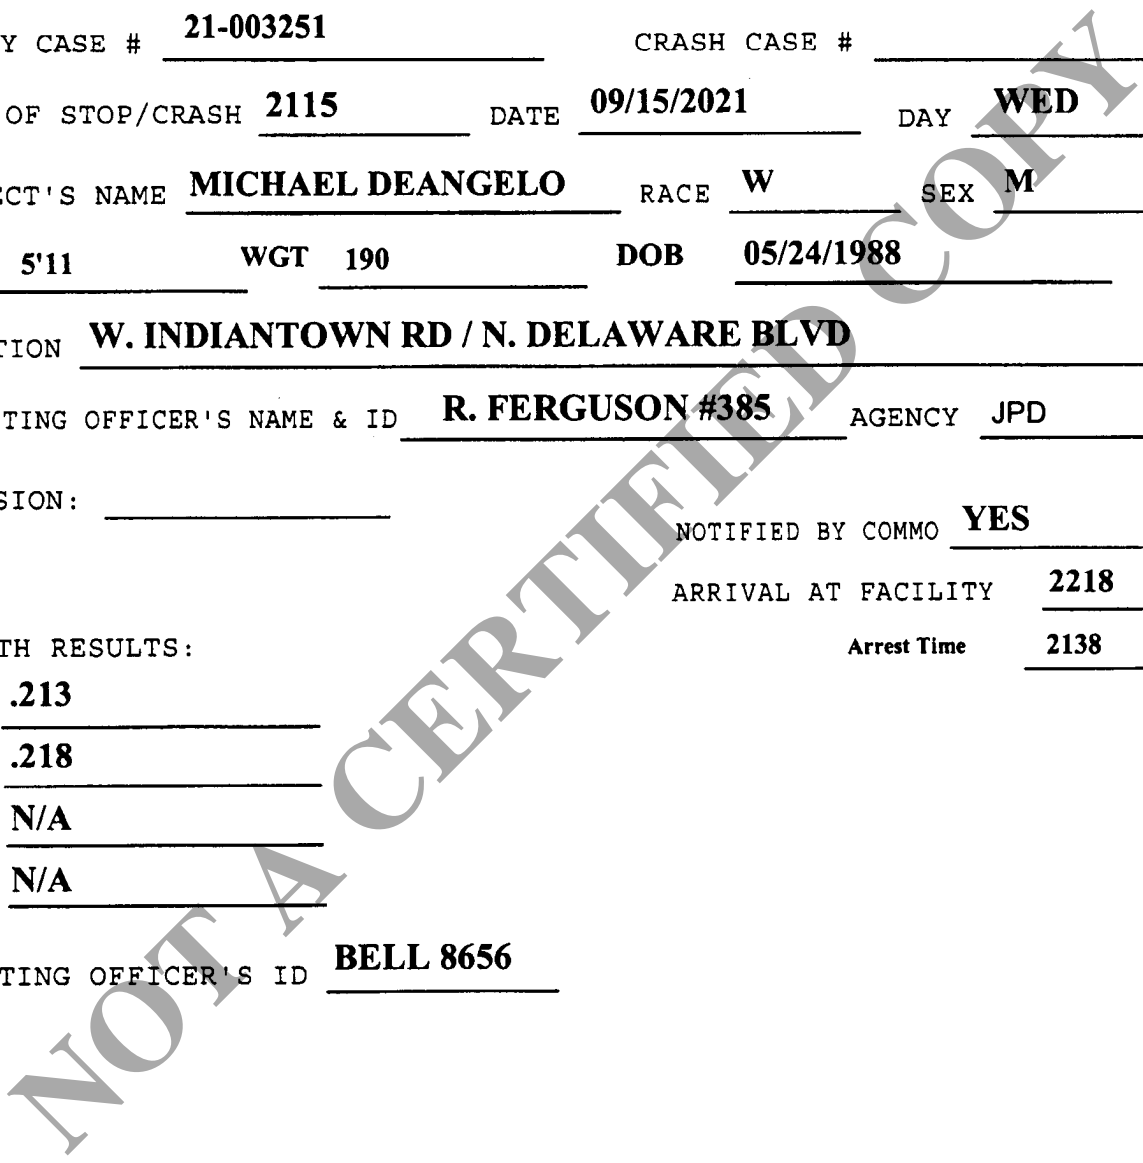 Y CASE # 21-003251 CRASH CASE #
OF STOP/CRASH 2115 DATE 09/15/2021 DAY WED
ECT'S NAME MICHAEL DEANGELO RACE W SEX M
5'11 WGT 190 DOB 05/24/1988
TION W. INDIANTOWN RD / N. DELAWARE BLVD
TING OFFICER'S NAME & ID R. FERGUSON #385 AGENCY JPD
SION:
NOTIFIED BY COMMO YES
ARRIVAL AT FACILITY 2218
TH RESULTS: Arrest Time 2138
.213
.218
N/A
N/A
TING OFFICER'S ID BELL 8656
NOT A CERTIFIED COPY